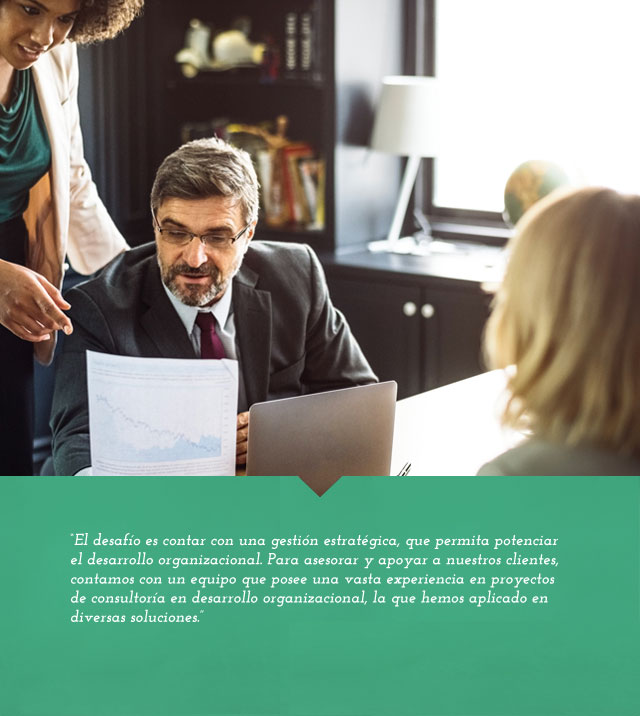 “El desafío es contar con una gestión estratégica, que permita potenciar
el desarrollo organizacional. Para asesorar y apoyar a nuestros clientes,
contamos con un equipo que posee una vasta experiencia en proyectos
de consultoría en desarrollo organizacional, la que hemos aplicado en
diversas soluciones.”